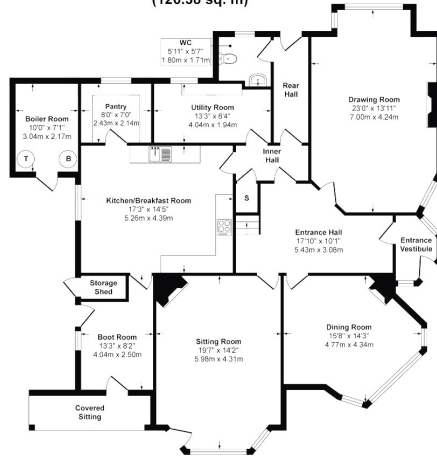 (126.38 sq. m)
WC
5'11" x 5'7"
1.80m x 1.71m
Boiler Room
10'0" x 7'1"
3.04m x 2.17m
Pantry
8'0" x 7'0"
2.43m x 2.14m
Utility Room
13'3" x 6'4"
4.04m x 1.94m
Rear
Hall
Drawing Room
23'0" x 13'11"
7.00m x 4.24m
T
B
Inner
Hall
Kitchen/Breakfast Room
17'3" x 14'5"
5.26m x 4.39m
S
Entrance Hall
17'10" x 10'1"
5.43m x 3.08m
Entrance
Vestibule
Storage
Shed
Boot Room
13'3" x 8'2"
4.04m x 2.50m
Sitting Room
19'7" x 14'2"
5.98m x 4.31m
Dining Room
15'8" x 14'3"
4.77m x 4.34m
Covered
Sitting